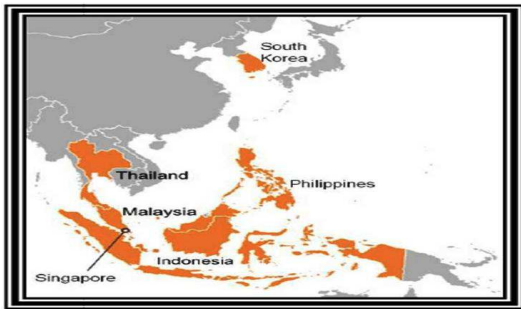 South
Korea
Thailand
Philippines
Malaysia
Singapore
Indonesia